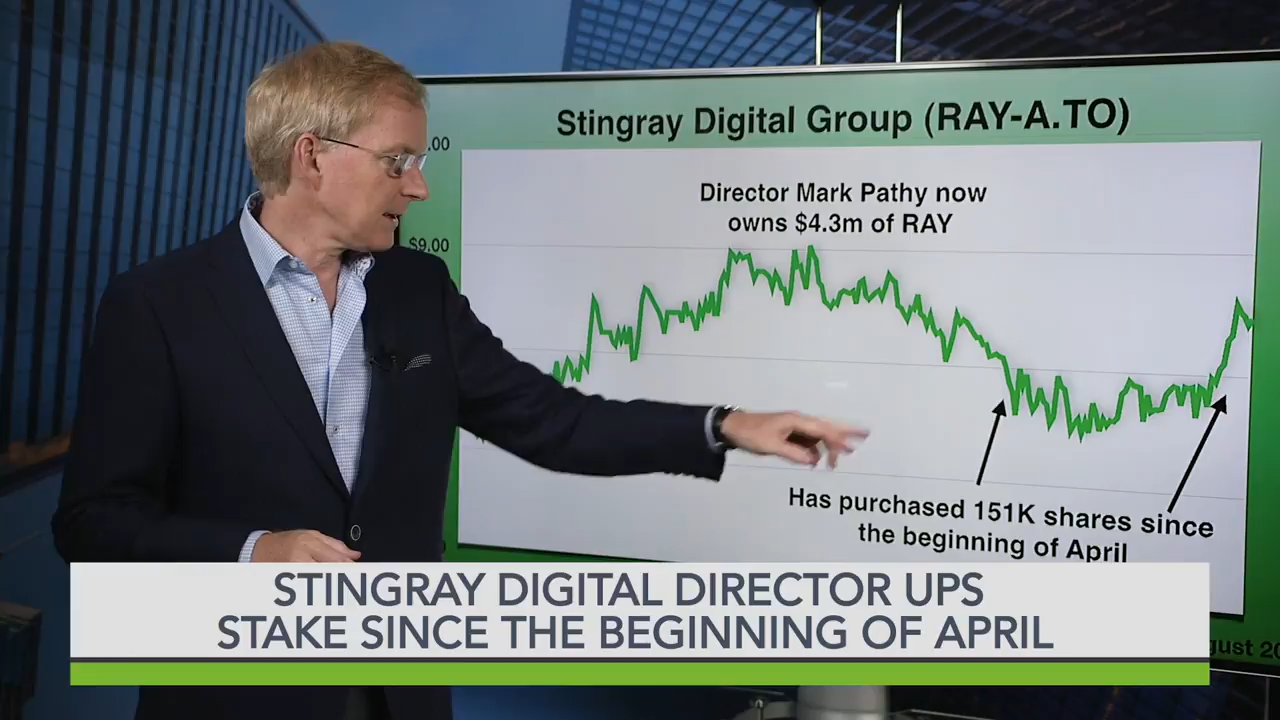 Stingray Digital Group (RAY-A.TO)
.00
Director Mark Pathy now
owns $4.3m of RAY
$9.00
Has purchased 151K shares since
the beginning of April
STINGRAY DIGITAL DIRECTOR UPS
STAKE SINCE THE BEGINNING OF APRIL